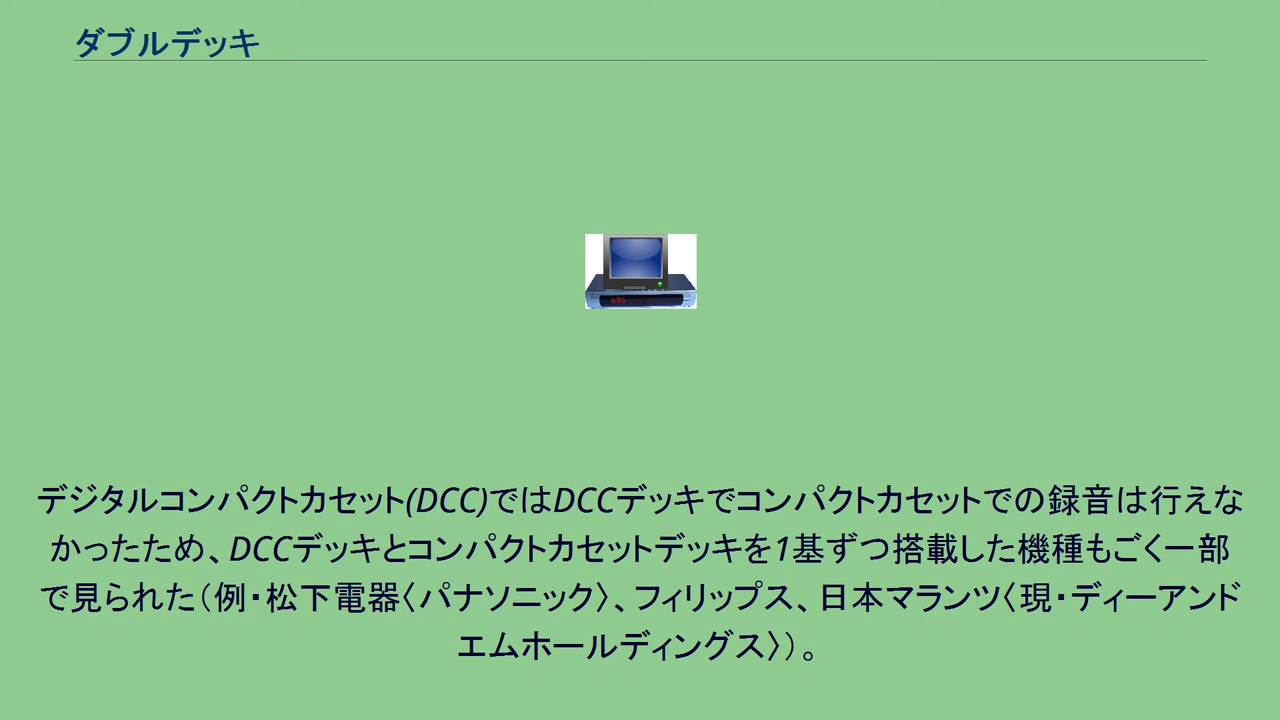 ダブルデッキ
デジタルコンパクトカセット(DCC)ではDCCデッキでコンパクトカセットでの録音は行えな
かったため、DCCデッキとコンパクトカセットデッキを1基ずつ搭載した機種もごく一部
で見られた(例・松下電器〈パナソニック〉、フィリップス、日本マランツ〈現・ディーアンド
エムホールディングス〉)。